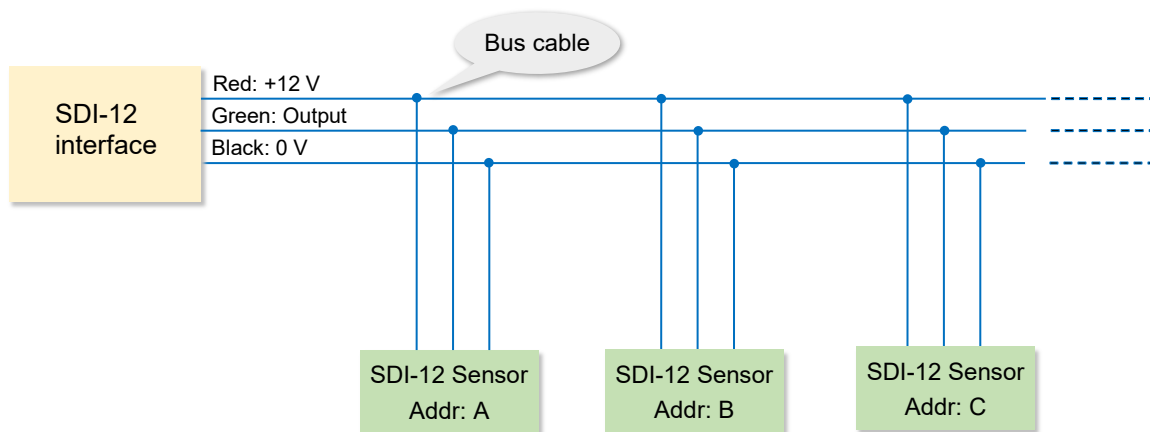 Bus cable
Red: +12 V
Green: Output
Black: 0 V
SDI-12
interface
SDI-12 Sensor
Addr: A
SDI-12 Sensor
Addr: B
SDI-12 Sensor
Addr: C